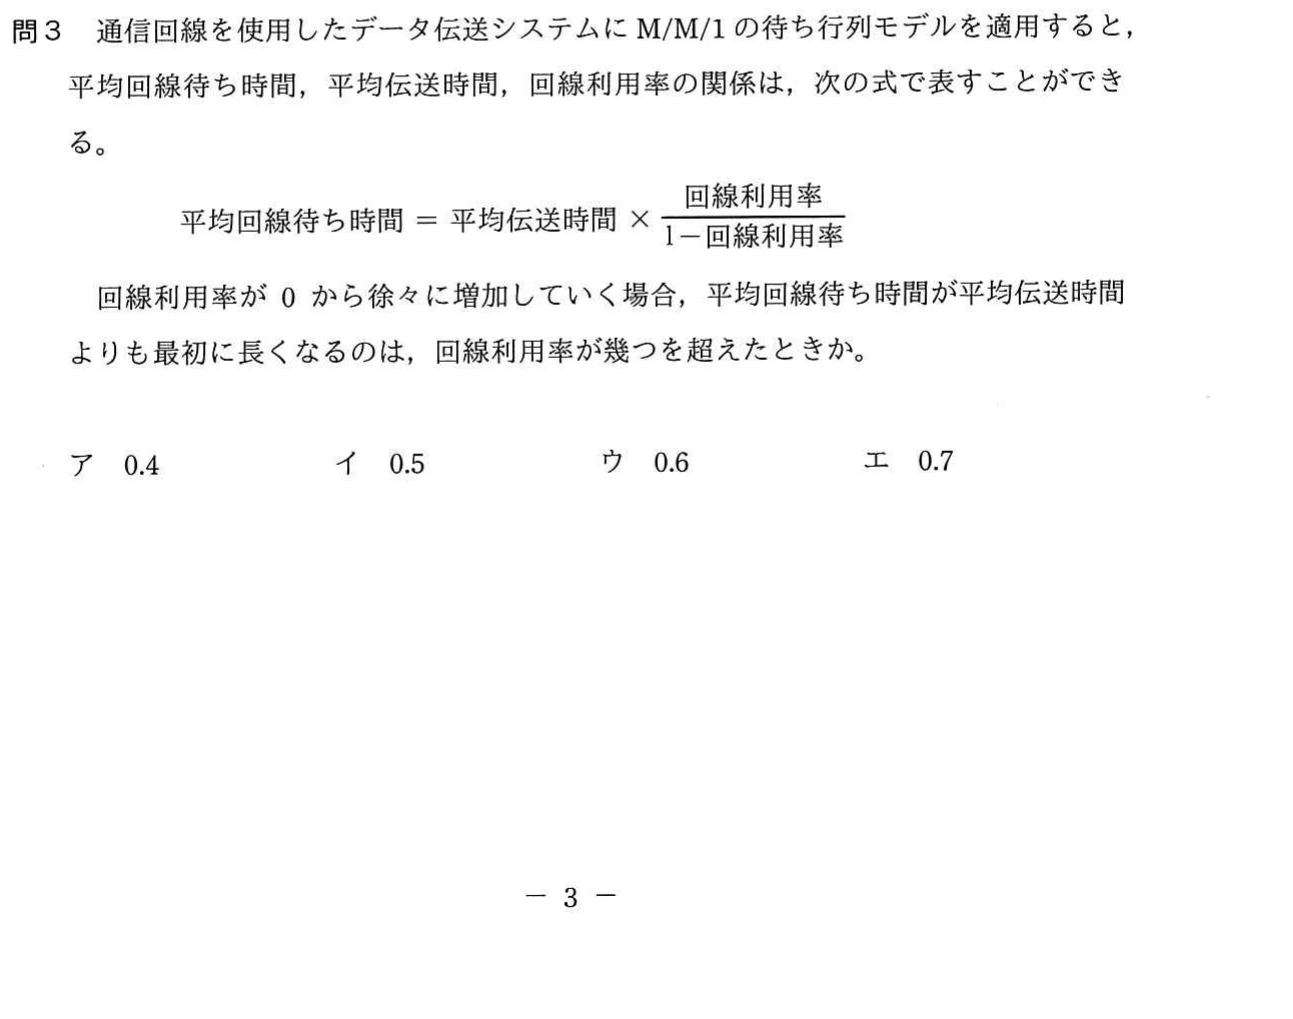 問3 通信回線を使用したデータ伝送システムに M/M/1 の待ち行列モデルを適用すると，
平均回線待ち時間，平均伝送時間，回線利用率の関係は，次の式で表すことができ
る。
平均回線待ち時間 ＝ 平均伝送時間 × 回線利用率
1－回線利用率
回線利用率が 0 から徐々に増加していく場合，平均回線待ち時間が平均伝送時間
よりも最初に長くなるのは，回線利用率が幾つを超えたときか。
ア 0.4 イ 0.5 ウ 0.6 エ 0.7
－ 3 －